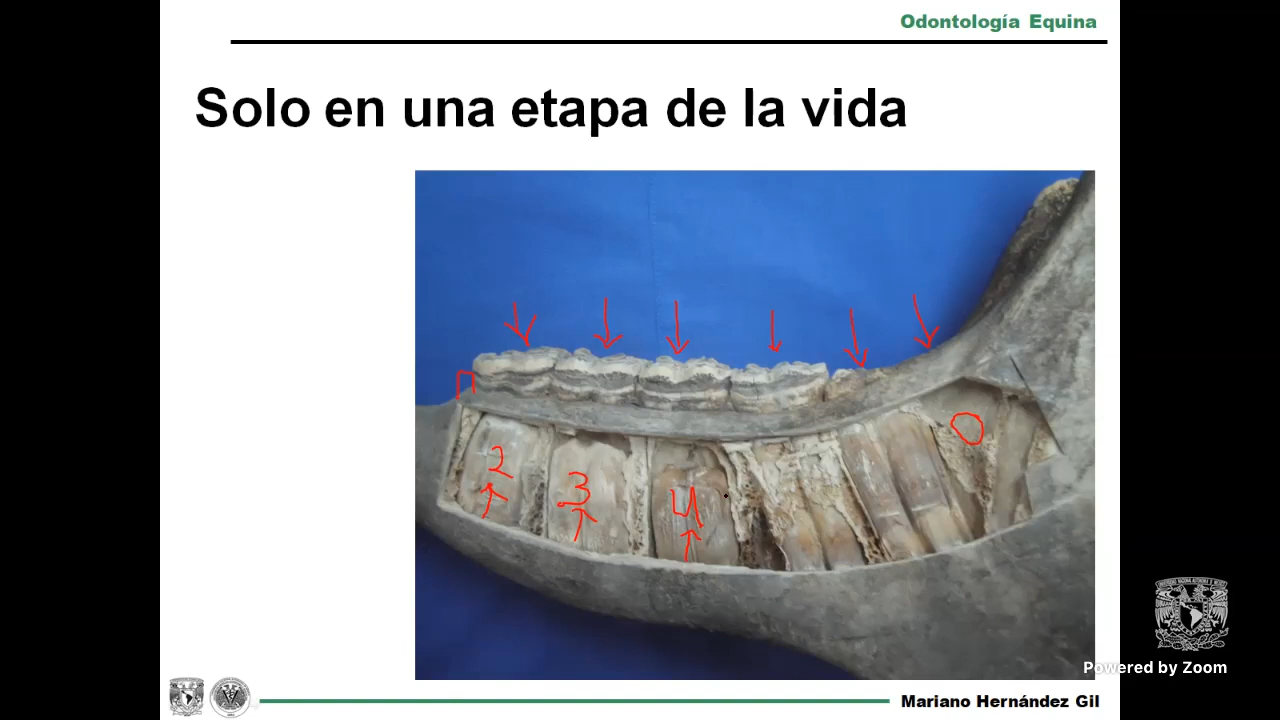 Odontología Equina
Solo en una etapa de la vida
2
3
4
Mariano Hernández Gil
Powered by Zoom